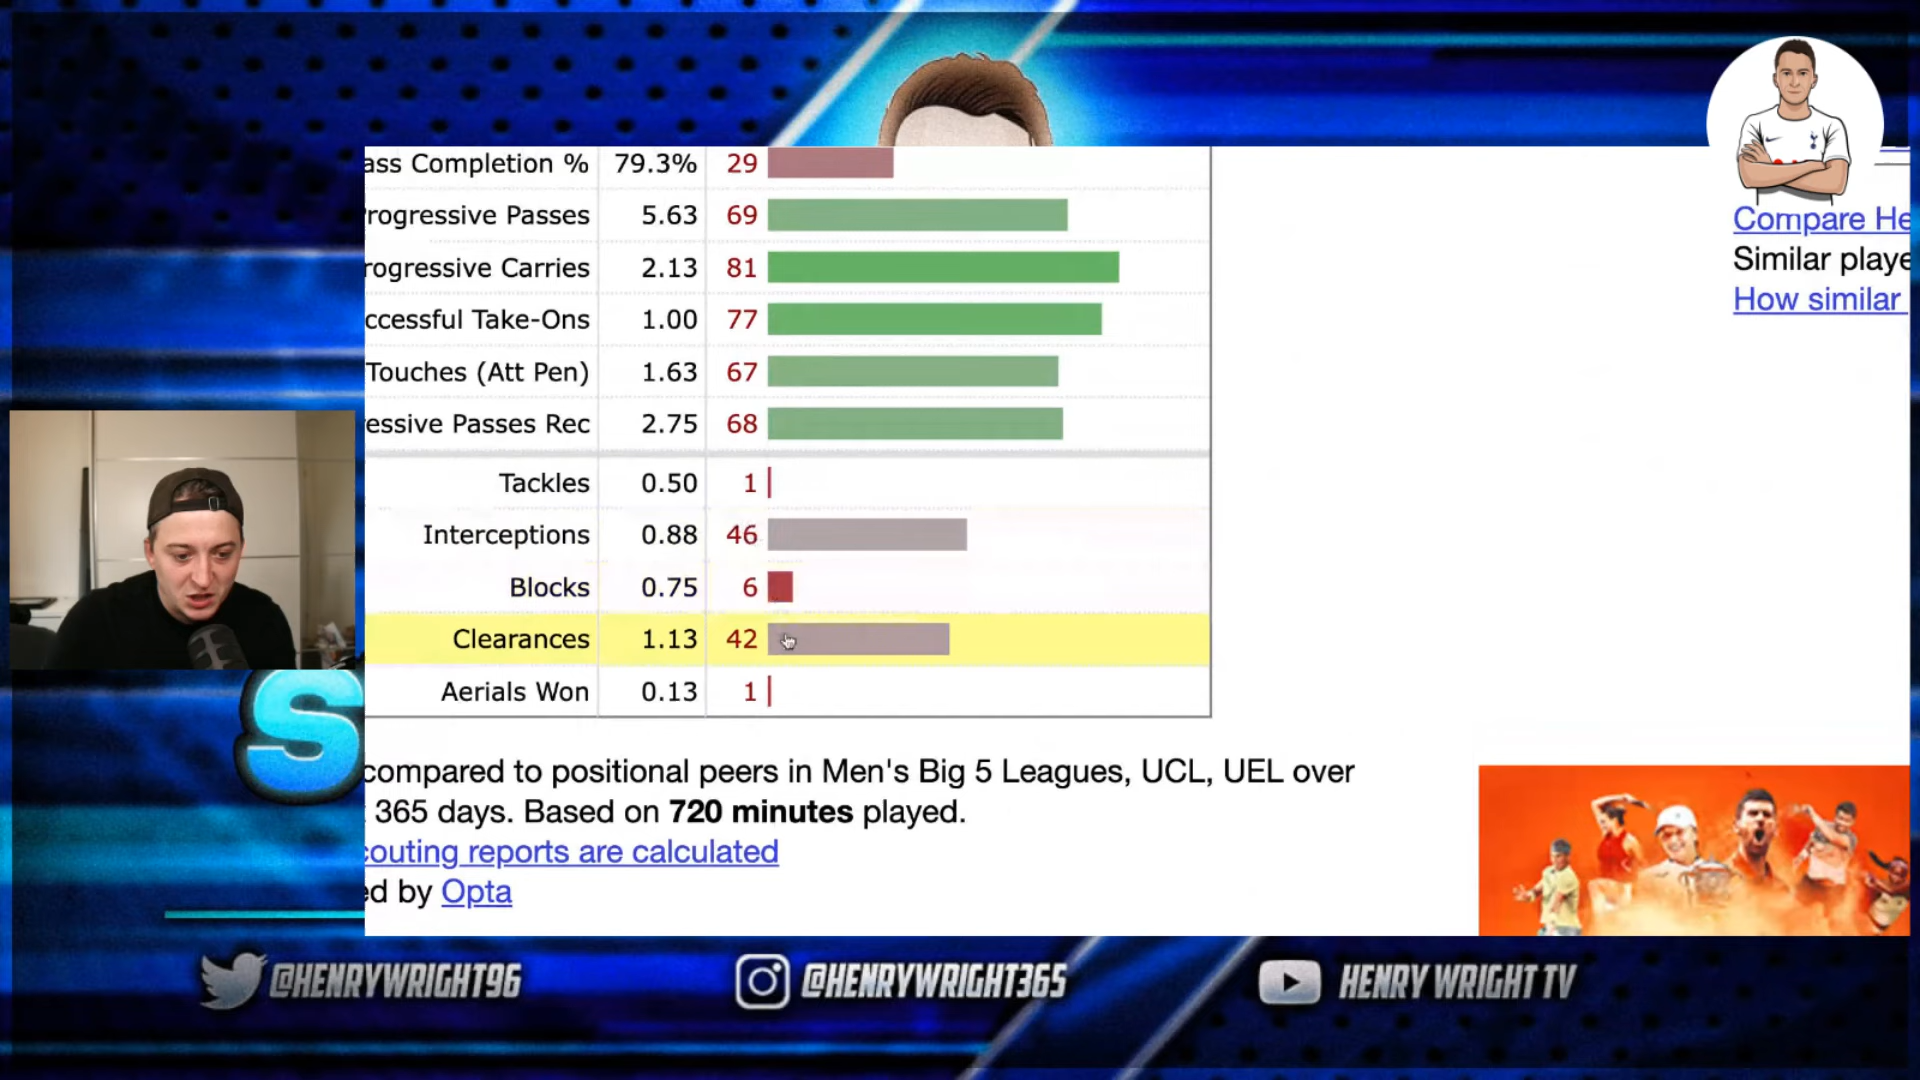 ass Completion % 79.3% 29
Progressive Passes 5.63 69
rogressive Carries 2.13 81
ccessful Take-Ons 1.00 77
Touches (Att Pen) 1.63 67
essive Passes Rec 2.75 68
Tackles 0.50 1
Interceptions 0.88 46
Blocks 0.75 6
Clearances 1.13 42
Aerials Won 0.13 1
Compare He
Similar playe
How similar
compared to positional peers in Men's Big 5 Leagues, UCL, UEL over
365 days. Based on 720 minutes played.
couting reports are calculated
ed by Opta
S
@HENRYWRIGHT96
@HENRYWRIGHT365
HENRY WRIGHT TV